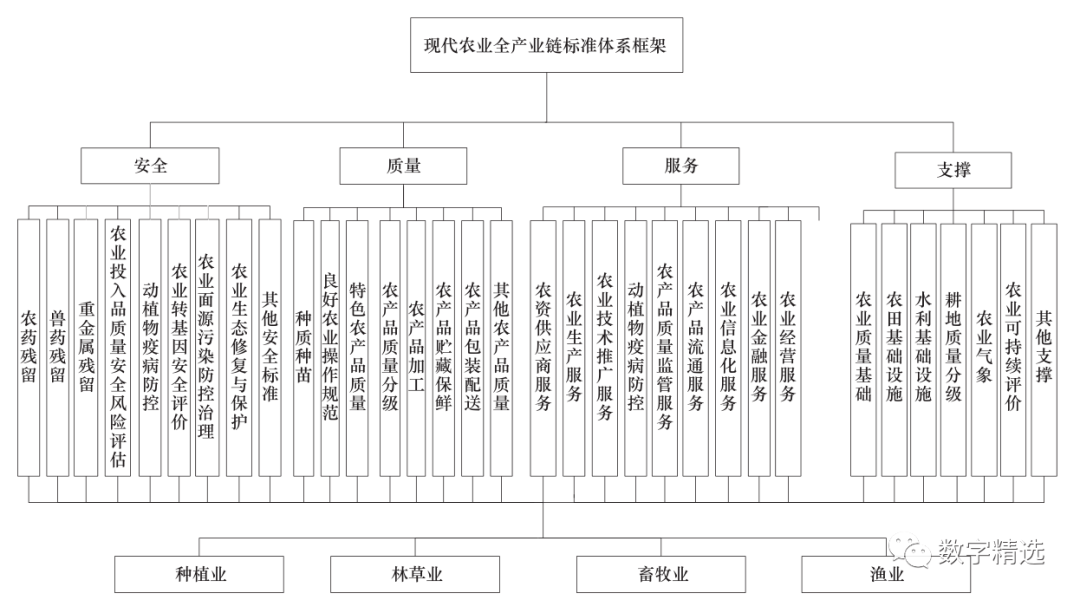 现代农业全产业链标准体系框架
安全
质量
服务
支撑
农药残留
兽药残留
重金属残留
农业投入品质量安全风险评估
动植物疫病防控
农业转基因安全评价
农业面源污染防控治理
农业生态修复与保护
其他安全标准
种质种苗
良好农业操作规范
特色农产品质量
农产品质量分级
农产品加工
农产品贮藏保鲜
农产品包装配送
其他农产品质量
农资供应商服务
农业生产服务
农业技术推广服务
动植物疫病防控
农产品质量监管服务
农产品流通服务
农业信息化服务
农业金融服务
农业经营服务
农业质量基础
农田基础设施
水利基础设施
耕地质量分级
农业气象
农业可持续评价
其他支撑
种植业
林草业
畜牧业
渔业
数字精选